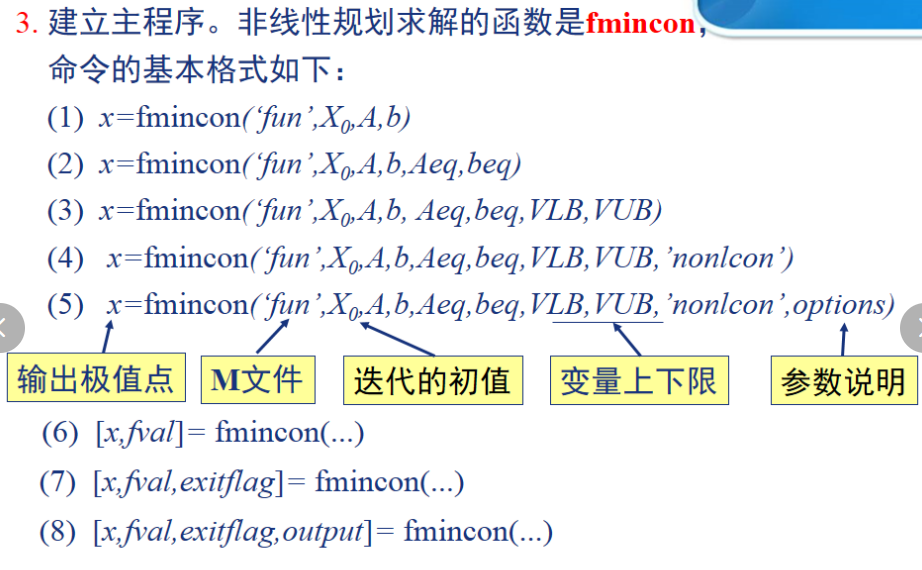 3. 建立主程序。非线性规划求解的函数是fmincon,
命令的基本格式如下：
(1) x=fmincon(‘fun’,X₀,A,b)
(2) x=fmincon(‘fun’,X₀,A,b,Aeq,beq)
(3) x=fmincon(‘fun’,X₀,A,b, Aeq,beq,VLB,VUB)
(4) x=fmincon(‘fun’,X₀,A,b,Aeq,beq,VLB,VUB,’nonlcon’)
(5) x=fmincon(‘fun’,X₀,A,b,Aeq,beq,VLB,VUB,’nonlcon’,options)
输出极值点 M文件 迭代的初值 变量上下限 参数说明
(6) [x,fval]= fmincon(...)
(7) [x,fval,exitflag]= fmincon(...)
(8) [x,fval,exitflag,output]= fmincon(...)